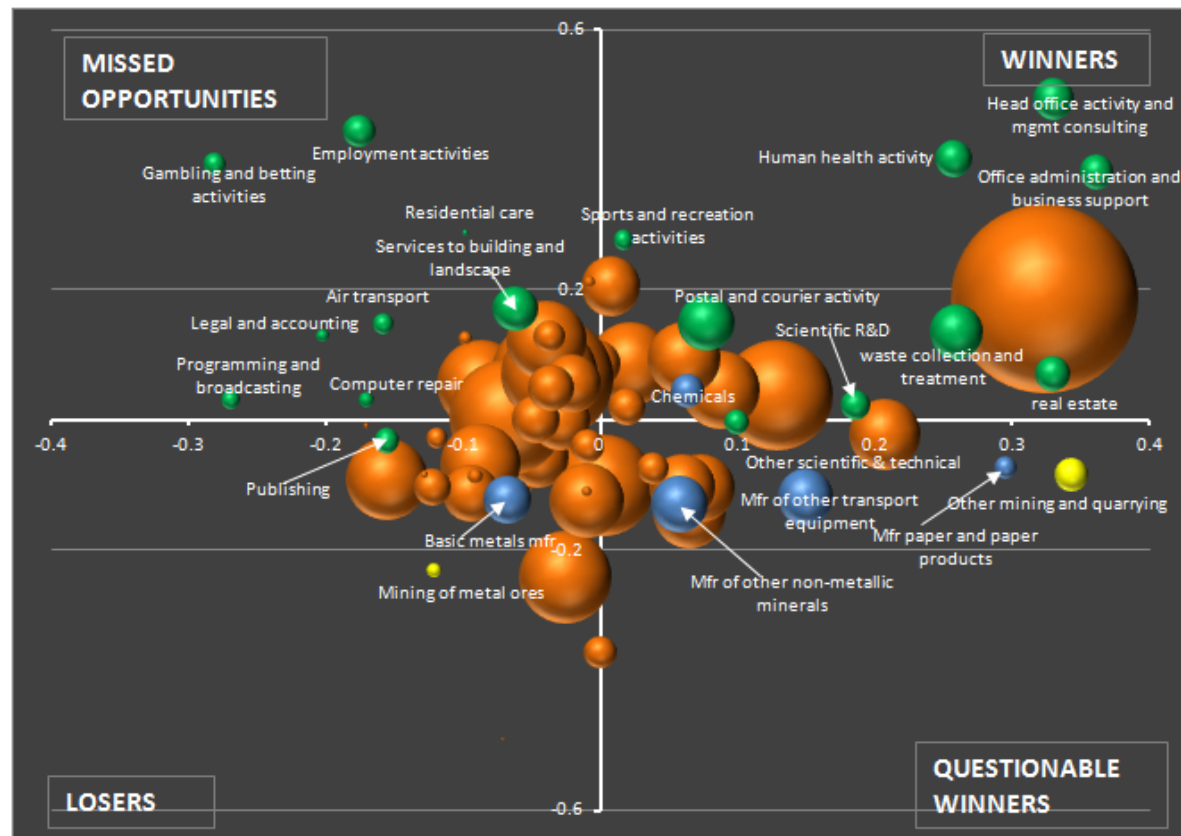 0.6
MISSED
OPPORTUNITIES
WINNERS
Head office activity and
mgmt consulting
Employment activities
Human health activity
Gambling and betting
activities
Office administration and
business support
Residential care
Sports and recreation
activities
Services to building and
landscape
0.2
Air transport
Postal and courier activity
Legal and accounting
Scientific R&D
waste collection and
treatment
Programming and
broadcasting
Computer repair
Chemicals
real estate
-0.4
-0.3
-0.2
-0.1
0
0.1
0.2
0.3
0.4
Other scientific & technical
Publishing
Mfr of other transport
equipment
Other mining and quarrying
Basic metals mfr
-0.2
Mfr paper and paper
products
Mining of metal ores
Mfr of other non-metallic
minerals
LOSERS
QUESTIONABLE
WINNERS
-0.6